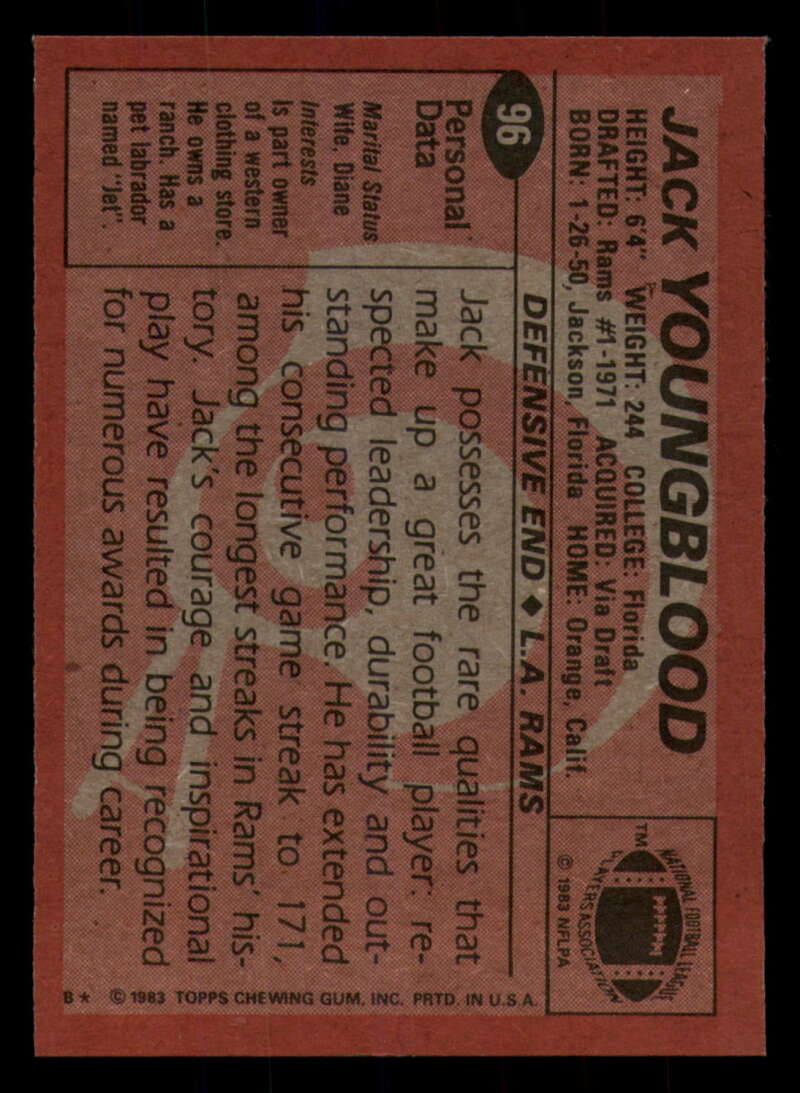 JACK YOUNGBLOOD
HEIGHT: 6'4" WEIGHT: 244 COLLEGE: Florida
DRAFTED: Rams #1-1971 ACQUIRED: Via Draft
BORN: 1-26-50, Jackson, Florida HOME: Orange, Calif.
NATIONAL FOOTBALL LEAGUE
PLAYERS ASSOCIATION
TM
© 1983 NFLPA
96
DEFENSIVE END ♦ L.A. RAMS
Personal
Data
Marital Status
Wife, Diane
Interests
Is part owner
of a western
clothing store.
He owns a
ranch. Has a
pet labrador
named "Jet".
Jack possesses the rare qualities that
make up a great football player: re-
spected leadership, durability and out-
standing performance. He has extended
his consecutive game streak to 171,
among the longest streaks in Rams' his-
tory. Jack's courage and inspirational
play have resulted in being recognized
for numerous awards during career.
B★ © 1983 TOPPS CHEWING GUM, INC. PRTD. IN U.S.A.